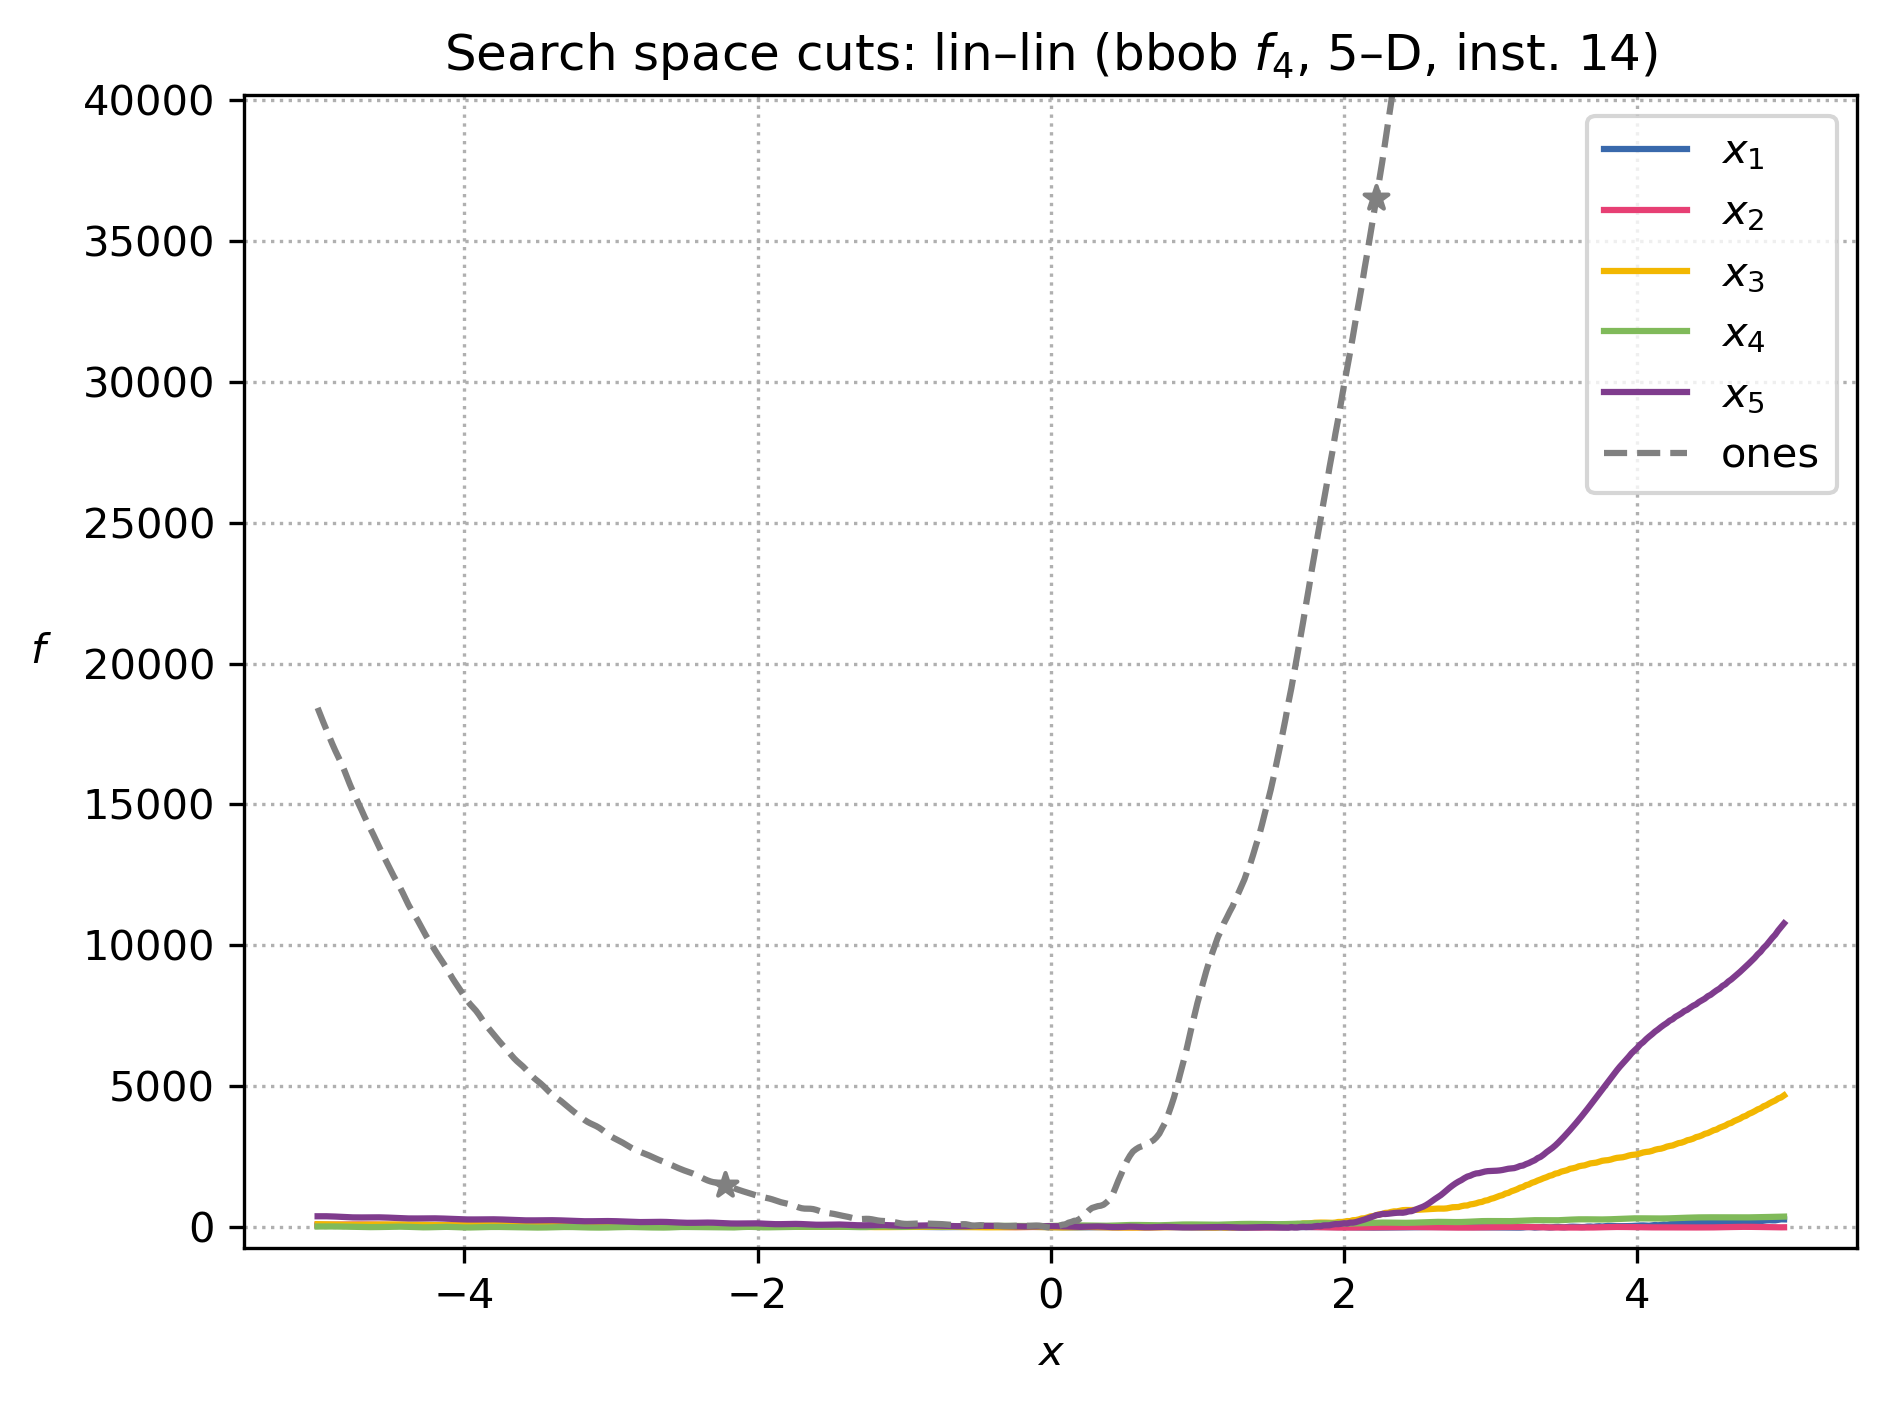 Search space cuts: lin–lin (bbob f₄, 5–D, inst. 14)
40000
35000
30000
25000
20000
15000
10000
5000
0
f
x₁
x₂
x₃
x₄
x₅
ones
−4 −2 0 2 4
x